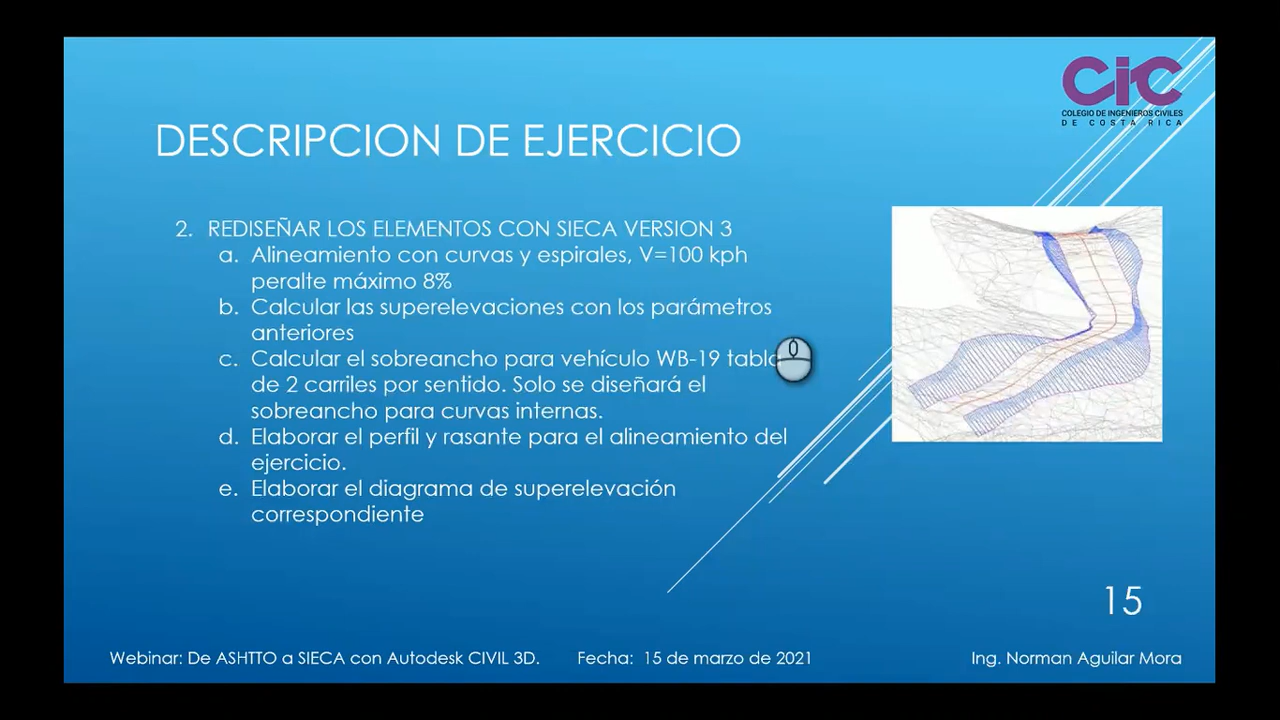 CiC
COLEGIO DE INGENIEROS CIVILES
DE COSTA RICA
DESCRIPCION DE EJERCICIO
2. REDISEÑAR LOS ELEMENTOS CON SIECA VERSION 3
a. Alineamiento con curvas y espirales, V=100 kph
peralte máximo 8%
b. Calcular las superelevaciones con los parámetros
anteriores
c. Calcular el sobreancho para vehículo WB-19 tabla
de 2 carriles por sentido. Solo se diseñará el
sobreancho para curvas internas.
d. Elaborar el perfil y rasante para el alineamiento del
ejercicio.
e. Elaborar el diagrama de superelevación
correspondiente
15
Webinar: De ASHTTO a SIECA con Autodesk CIVIL 3D. Fecha: 15 de marzo de 2021 Ing. Norman Aguilar Mora